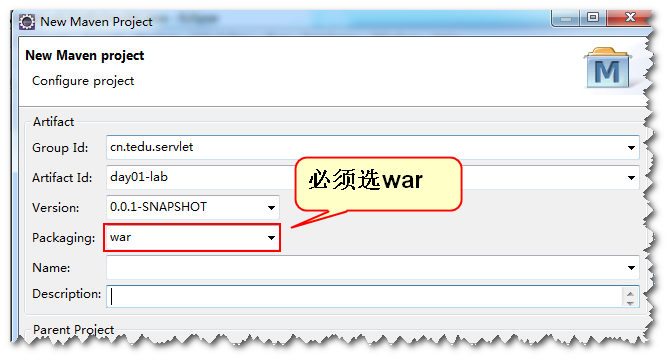 New Maven Project
New Maven project
Configure project
M
Artifact
Group Id: cn.tedu.servlet
Artifact Id: day01-lab
必须选war
Version: 0.0.1-SNAPSHOT
Packaging: war
Name:
Description:
Parent Project